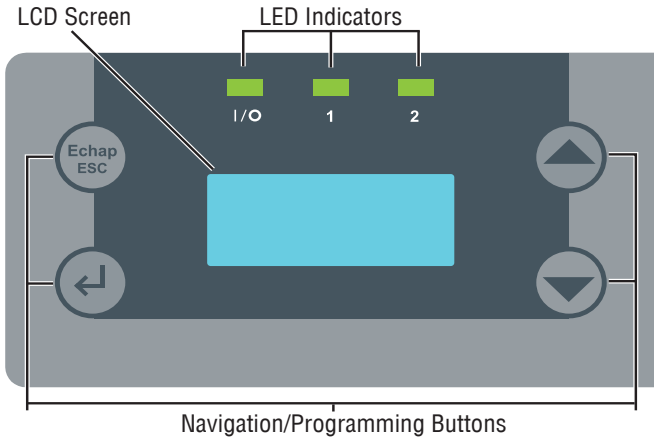 LCD Screen
LED Indicators
I/O
1
2
Echap
ESC
Navigation/Programming Buttons